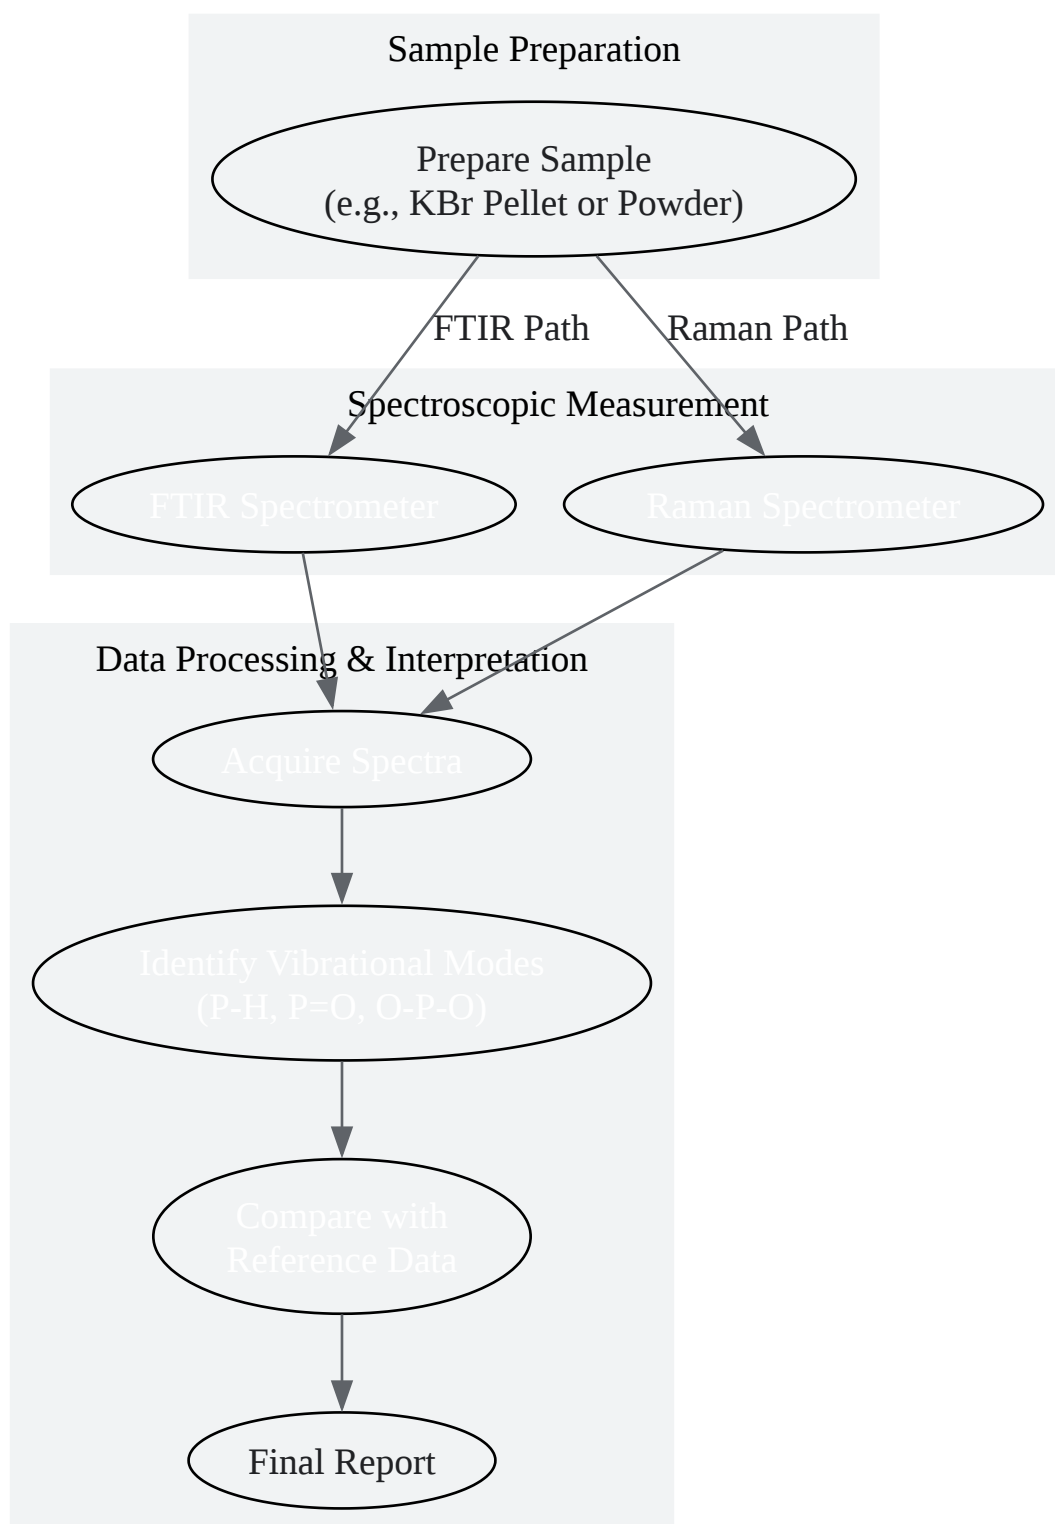 Sample Preparation
Prepare Sample
(e.g., KBr Pellet or Powder)
FTIR Path
Raman Path
Spectroscopic Measurement
FTIR Spectrometer
Raman Spectrometer
Data Processing & Interpretation
Acquire Spectra
Identify Vibrational Modes
(P-H, P=O, O-P-O)
Compare with
Reference Data
Final Report